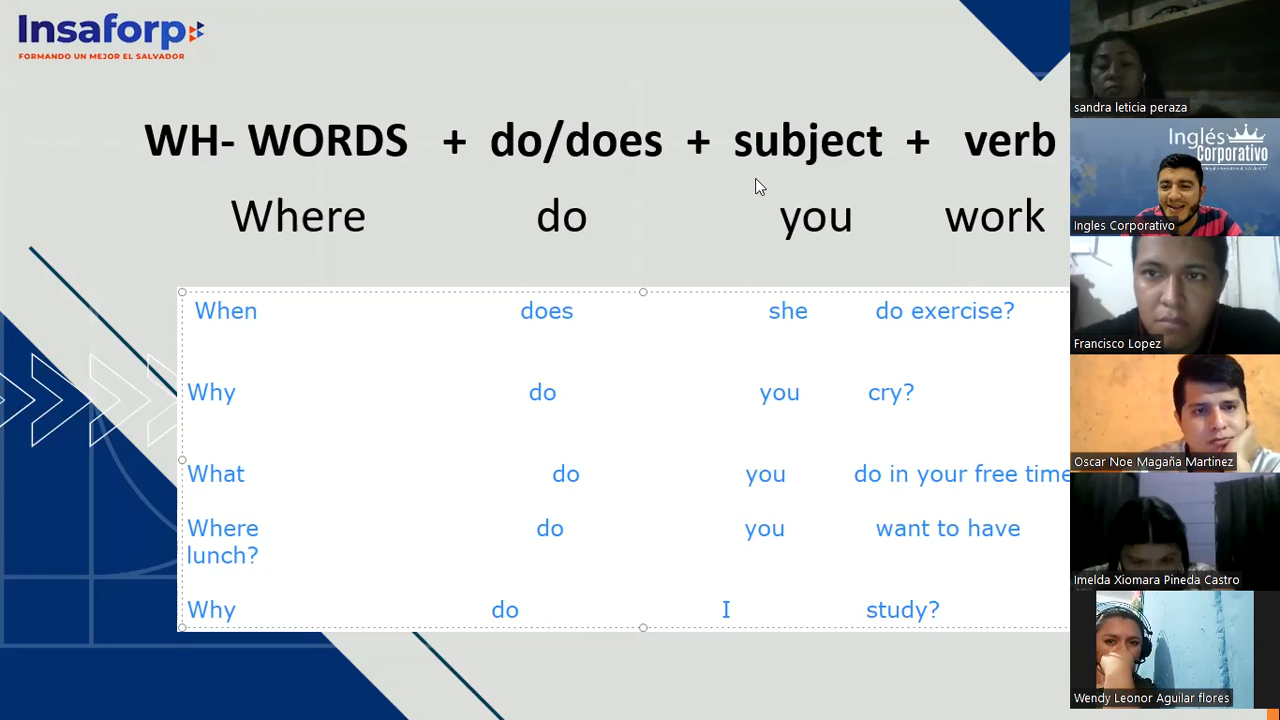 Insaforp
FORMANDO UN MEJOR EL SALVADOR
WH- WORDS + do/does + subject + verb
Where do you work
When does she do exercise?
Why do you cry?
What do you do in your free time
Where do you want to have
lunch?
Why do I study?
sandra leticia peraza
Inglés
Corporativo
Ingles Corporativo
Francisco Lopez
Oscar Noe Magaña Martinez
Imelda Xiomara Pineda Castro
Wendy Leonor Aguilar flores